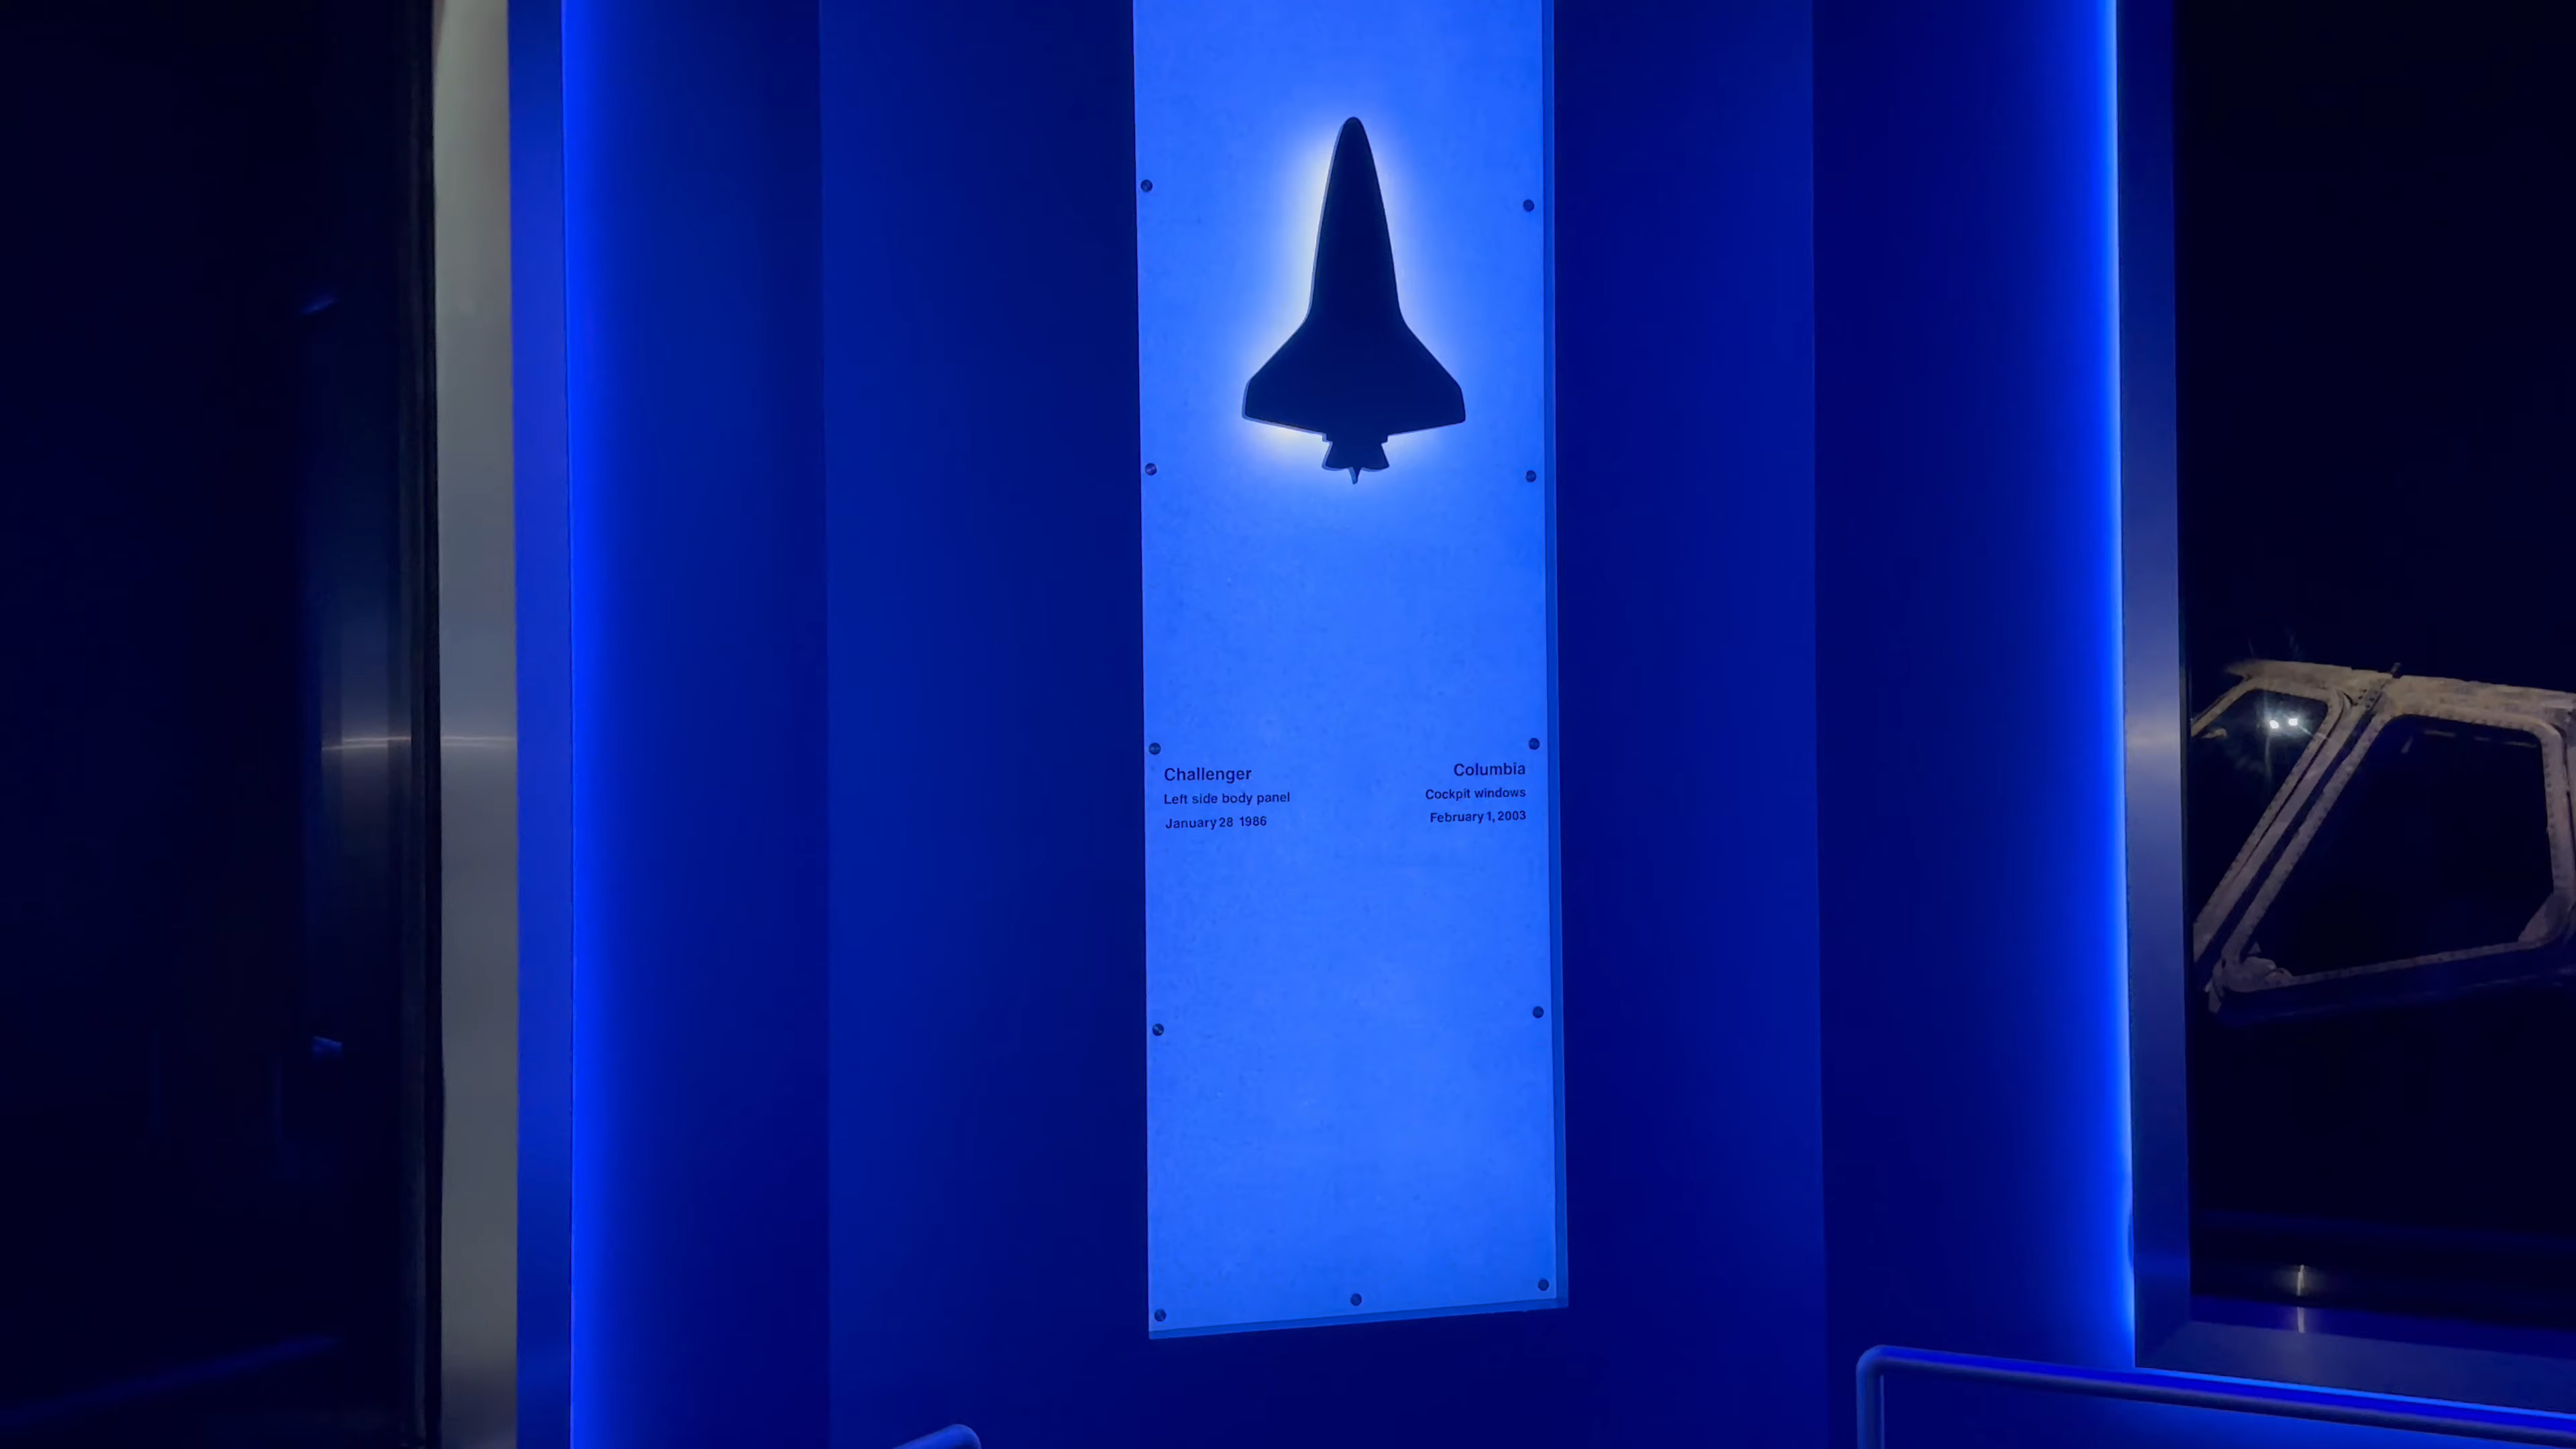 Challenger
Left side body panel
January 28 1986
Columbia
Cockpit windows
February 1, 2003